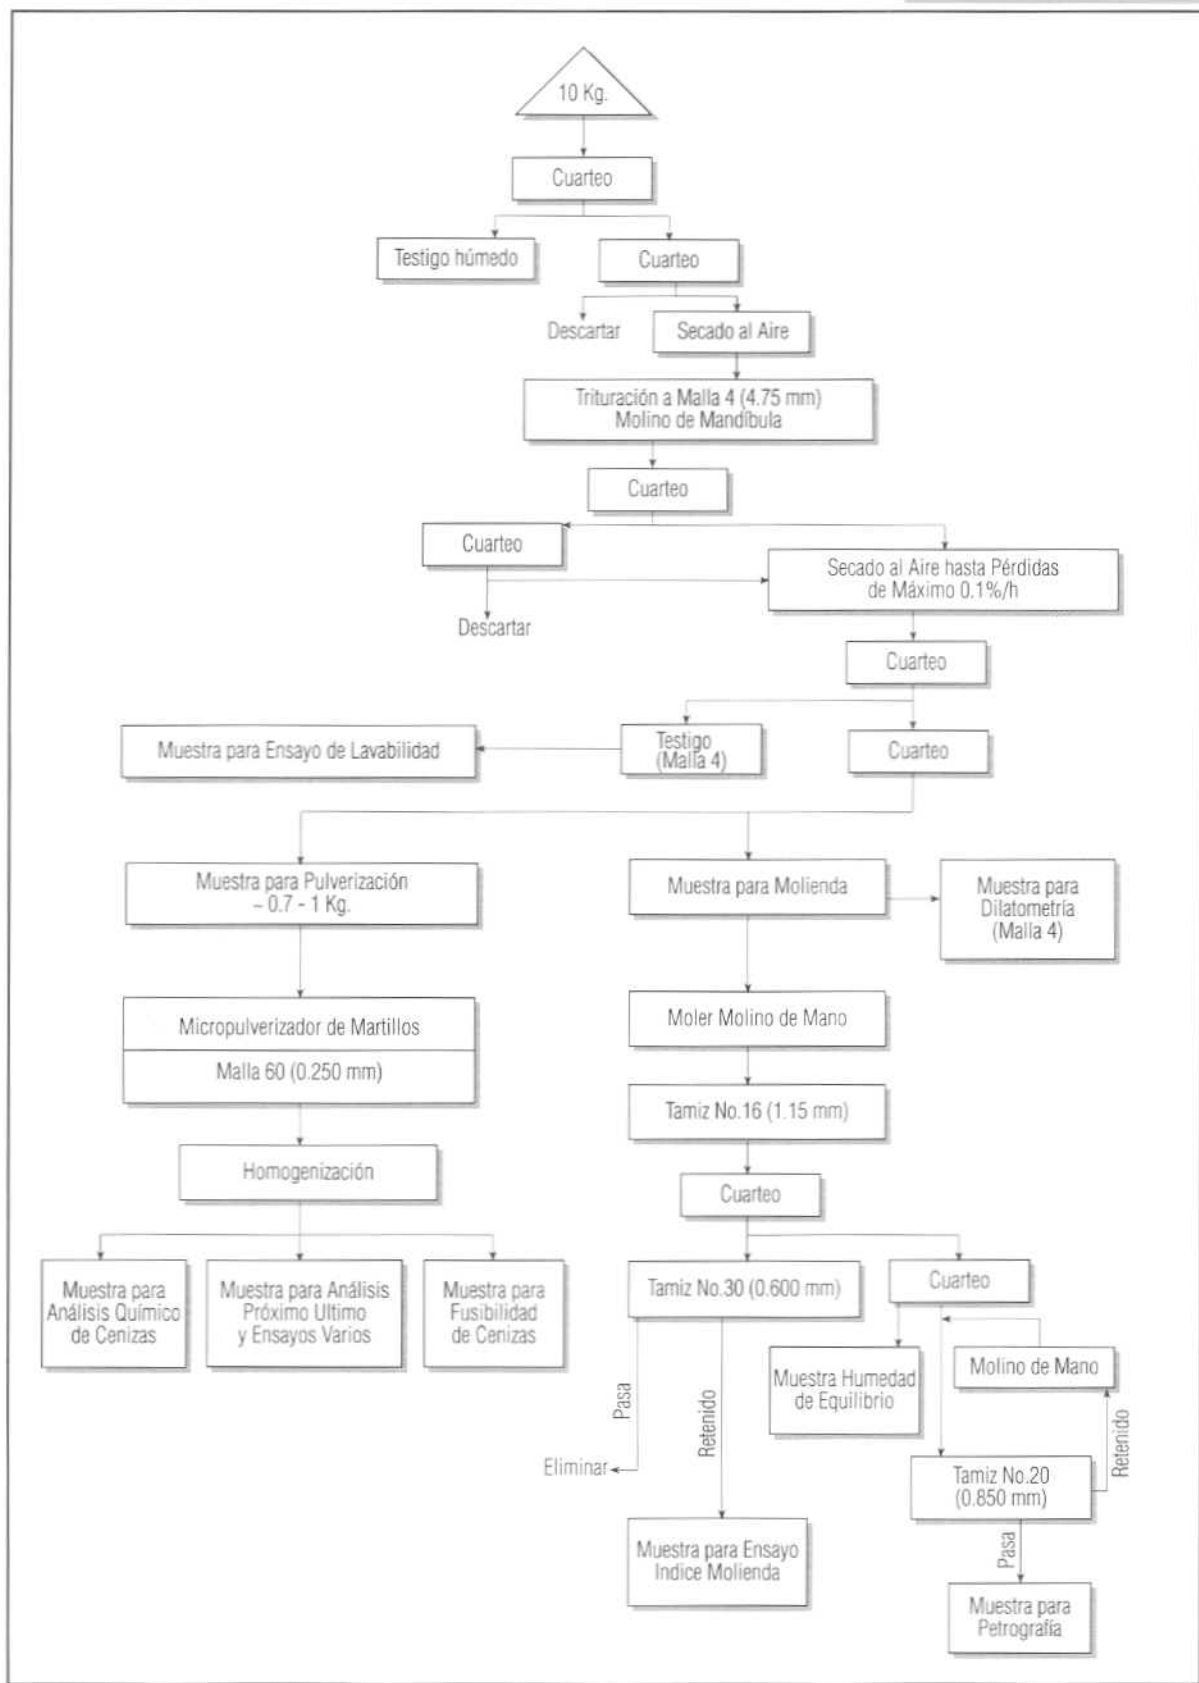 10 Kg.
Cuarteo
Testigo húmedo
Cuarteo
Descartar
Secado al Aire
Trituración a Malla 4 (4.75 mm)
Molino de Mandíbula
Cuarteo
Cuarteo
Secado al Aire hasta Pérdidas
de Máximo 0.1%/h
Descartar
Cuarteo
Muestra para Ensayo de Lavabilidad
Testigo
(Malla 4)
Cuarteo
Muestra para Pulverización
~ 0.7 - 1 Kg.
Muestra para Molienda
Muestra para
Dilatometría
(Malla 4)
Micropulverizador de Martillos
Malla 60 (0.250 mm)
Moler Molino de Mano
Tamiz No.16 (1.15 mm)
Homogenización
Cuarteo
Muestra para
Análisis Químico
de Cenizas
Muestra para Análisis
Próximo Ultimo
y Ensayos Varios
Muestra para
Fusibilidad
de Cenizas
Tamiz No.30 (0.600 mm)
Cuarteo
Muestra Humedad
de Equilibrio
Molino de Mano
Pasa
Retenido
Retenido
Eliminar
Tamiz No.20
(0.850 mm)
Muestra para Ensayo
Indice Molienda
Pasa
Muestra para
Petrografía